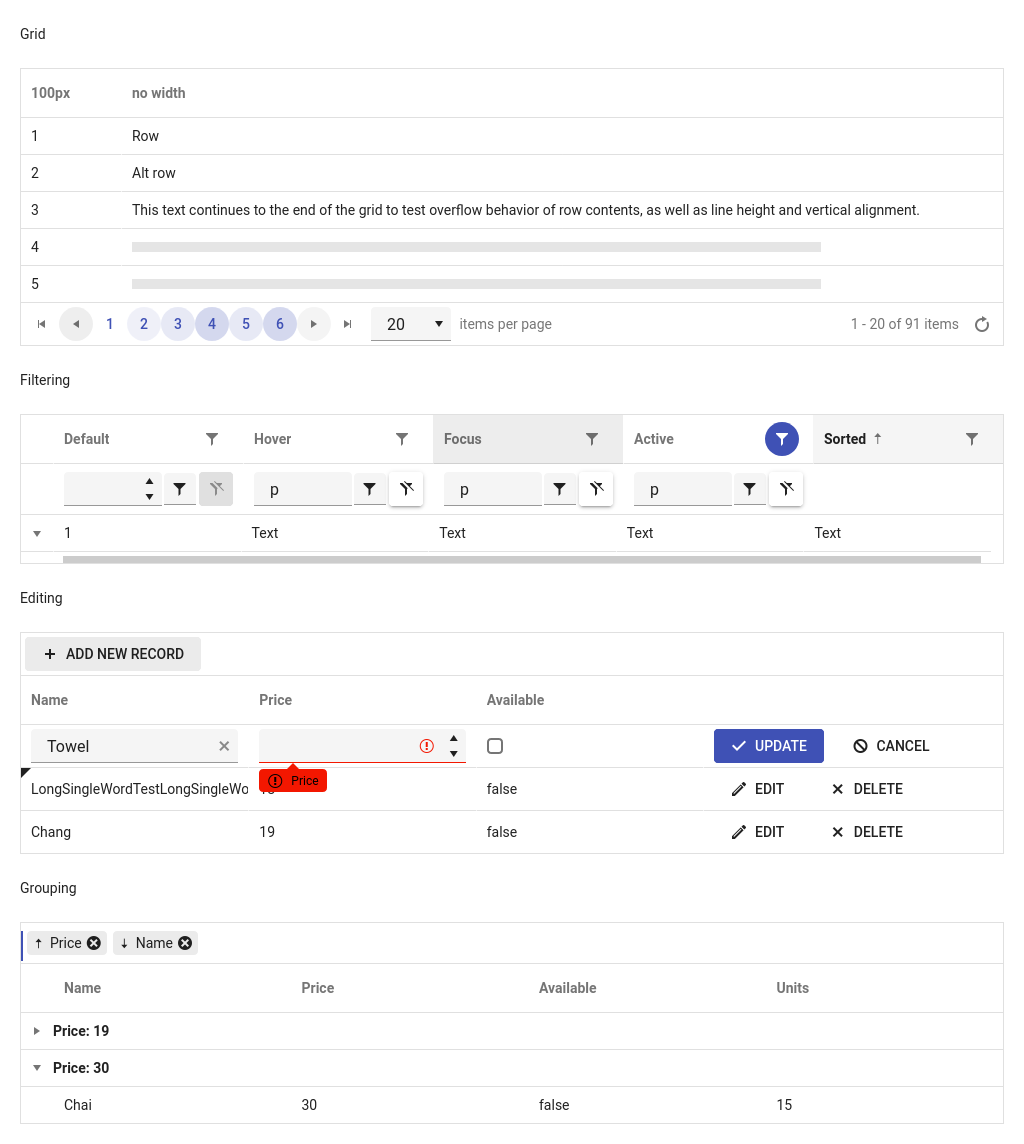 Grid
100px no width
1 Row
2 Alt row
3 This text continues to the end of the grid to test overflow behavior of row contents, as well as line height and vertical alignment.
4
5
1 2 3 4 5 6 20 items per page 1 - 20 of 91 items
Filtering
Default Hover Focus Active Sorted ↑
p p p
1 Text Text Text Text
Editing
+ ADD NEW RECORD
Name Price Available
Towel UPDATE CANCEL
Price
LongSingleWordTestLongSingleWo false EDIT DELETE
Chang 19 false EDIT DELETE
Grouping
↑ Price ↓ Name
Name Price Available Units
Price: 19
Price: 30
Chai 30 false 15